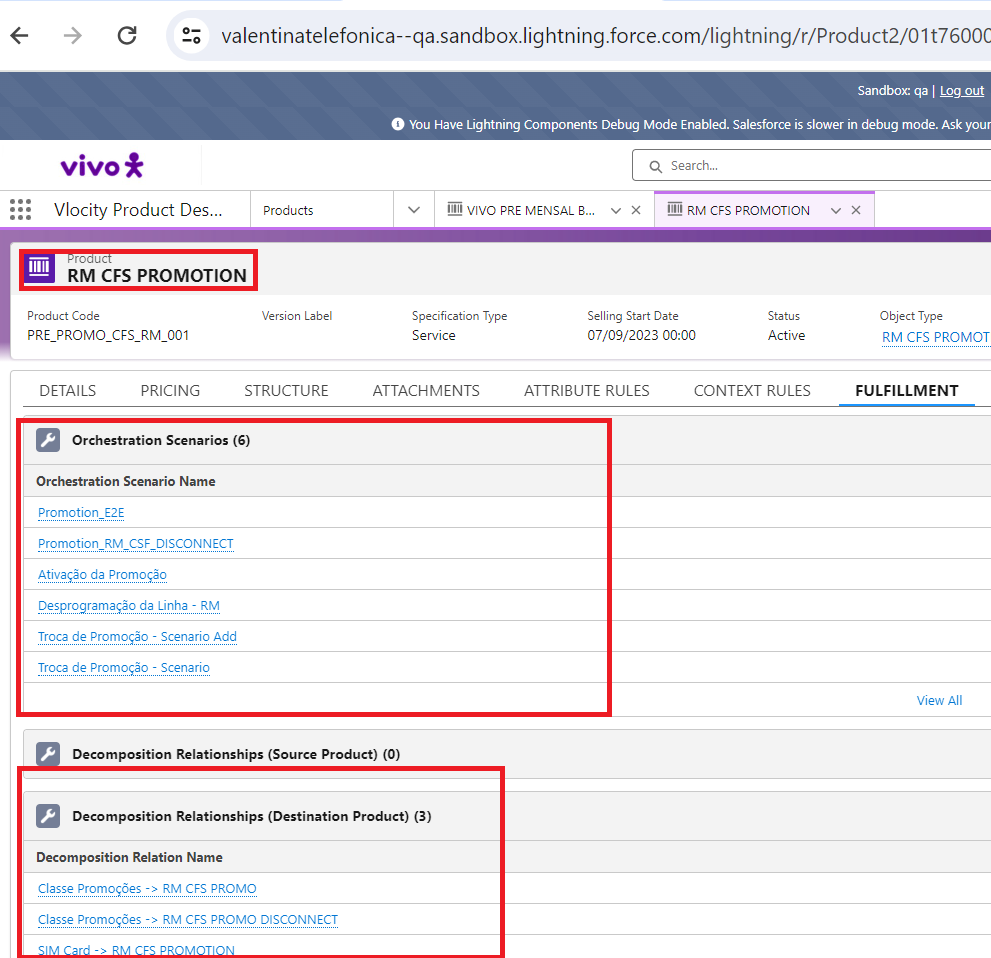 valentinatelefonica--qa.sandbox.lightning.force.com/lightning/r/Product2/01t76000
Sandbox: qa | Log out
You Have Lightning Components Debug Mode Enabled. Salesforce is slower in debug mode. Ask your
vivo
Search...
Vlocity Product Des... Products VIVO PRE MENSAL B... RM CFS PROMOTION
Product
RM CFS PROMOTION
Product Code Version Label Specification Type Selling Start Date Status Object Type
PRE_PROMO_CFS_RM_001 Service 07/09/2023 00:00 Active RM CFS PROMOT
DETAILS PRICING STRUCTURE ATTACHMENTS ATTRIBUTE RULES CONTEXT RULES FULFILLMENT
Orchestration Scenarios (6)
Orchestration Scenario Name
Promotion_E2E
Promotion_RM_CSF_DISCONNECT
Ativação da Promoção
Desprogramação da Linha - RM
Troca de Promoção - Scenario Add
Troca de Promoção - Scenario
View All
Decomposition Relationships (Source Product) (0)
Decomposition Relationships (Destination Product) (3)
Decomposition Relation Name
Classe Promoções -> RM CFS PROMO
Classe Promoções -> RM CFS PROMO DISCONNECT
SIM Card -> RM CFS PROMOTION